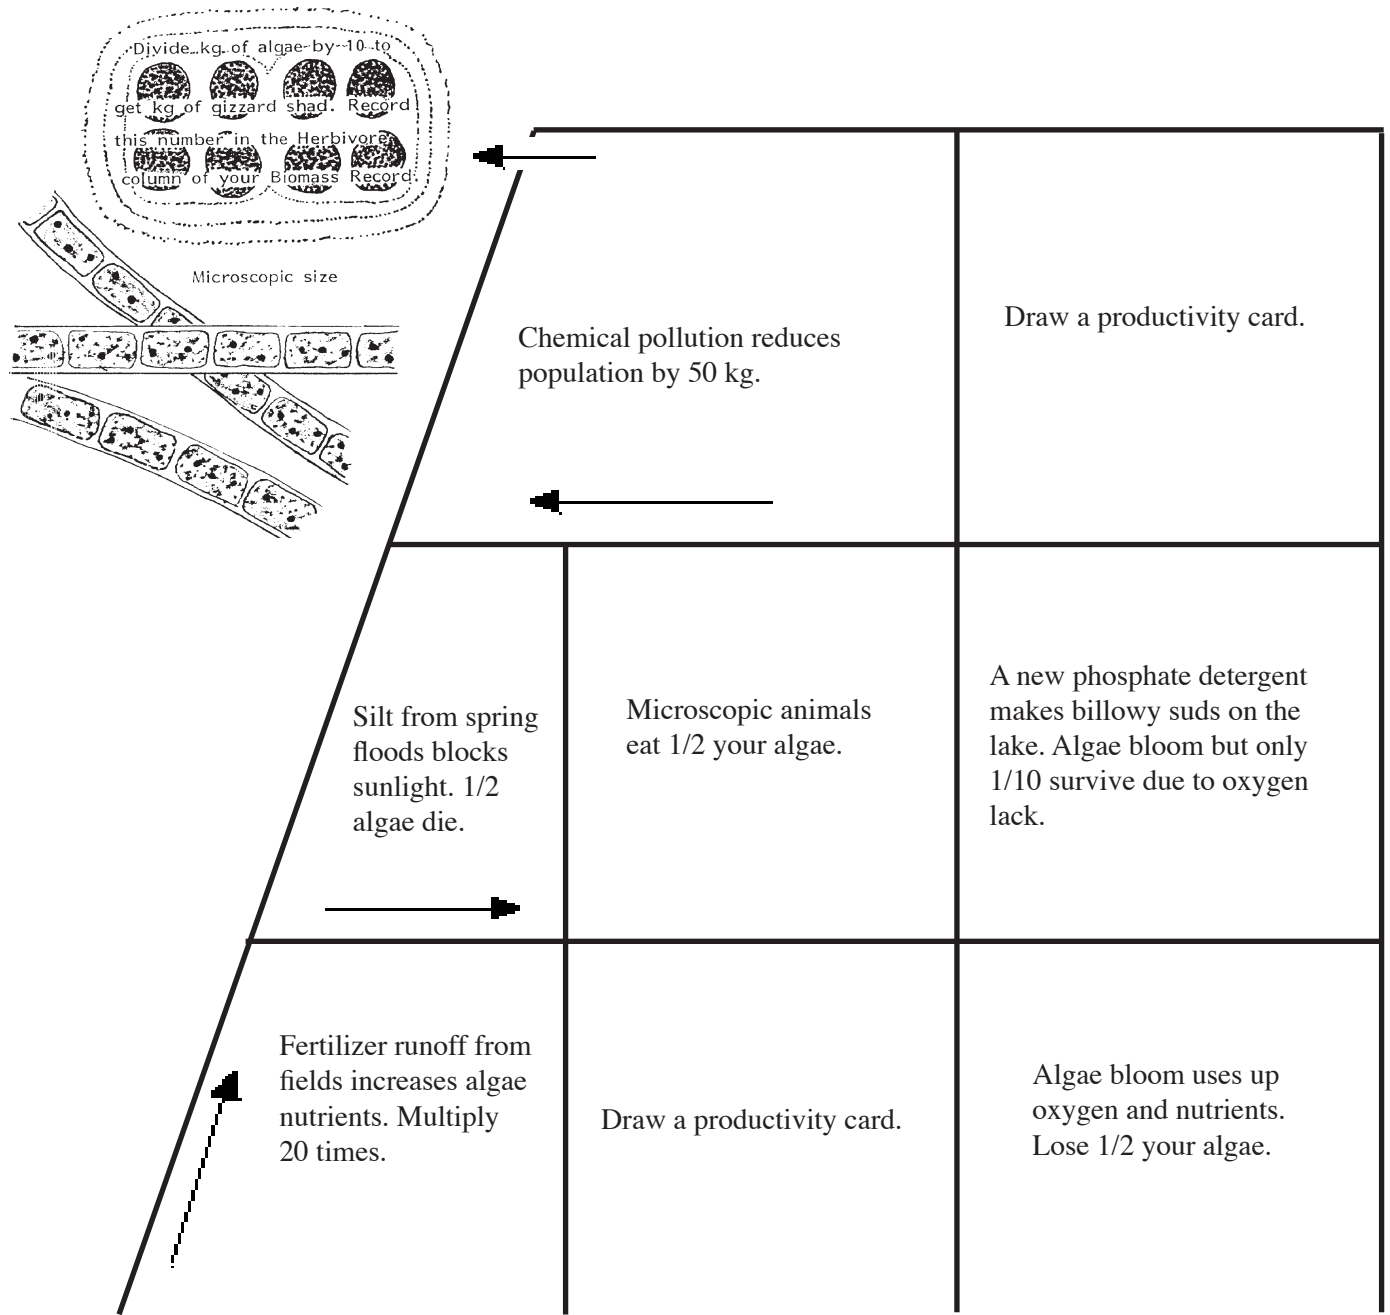 Divide kg of algae by 10 to
get kg of gizzard shad. Record
this number in the Herbivore
column of your Biomass Record.
Microscopic size
Chemical pollution reduces
population by 50 kg.
Draw a productivity card.
Silt from spring
floods blocks
sunlight. 1/2
algae die.
Microscopic animals
eat 1/2 your algae.
A new phosphate detergent
makes billowy suds on the
lake. Algae bloom but only
1/10 survive due to oxygen
lack.
Fertilizer runoff from
fields increases algae
nutrients. Multiply
20 times.
Draw a productivity card.
Algae bloom uses up
oxygen and nutrients.
Lose 1/2 your algae.